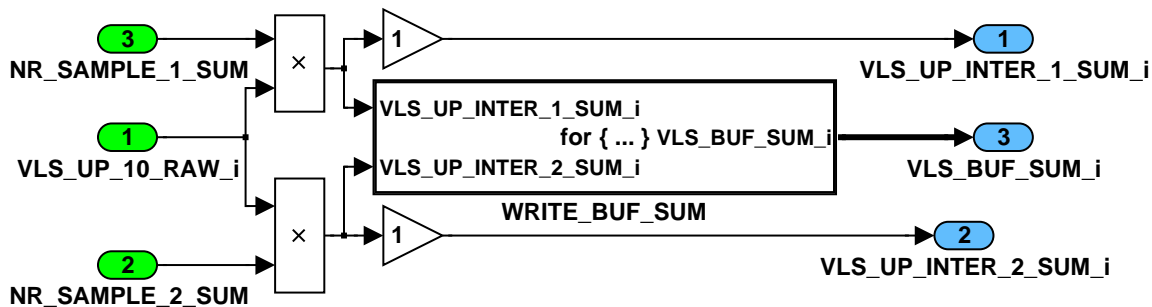 3
NR_SAMPLE_1_SUM
×
1
1
VLS_UP_INTER_1_SUM_i
VLS_UP_INTER_1_SUM_i
for { ... } VLS_BUF_SUM_i
VLS_UP_INTER_2_SUM_i
WRITE_BUF_SUM
1
VLS_UP_10_RAW_i
3
VLS_BUF_SUM_i
×
1
2
VLS_UP_INTER_2_SUM_i
2
NR_SAMPLE_2_SUM